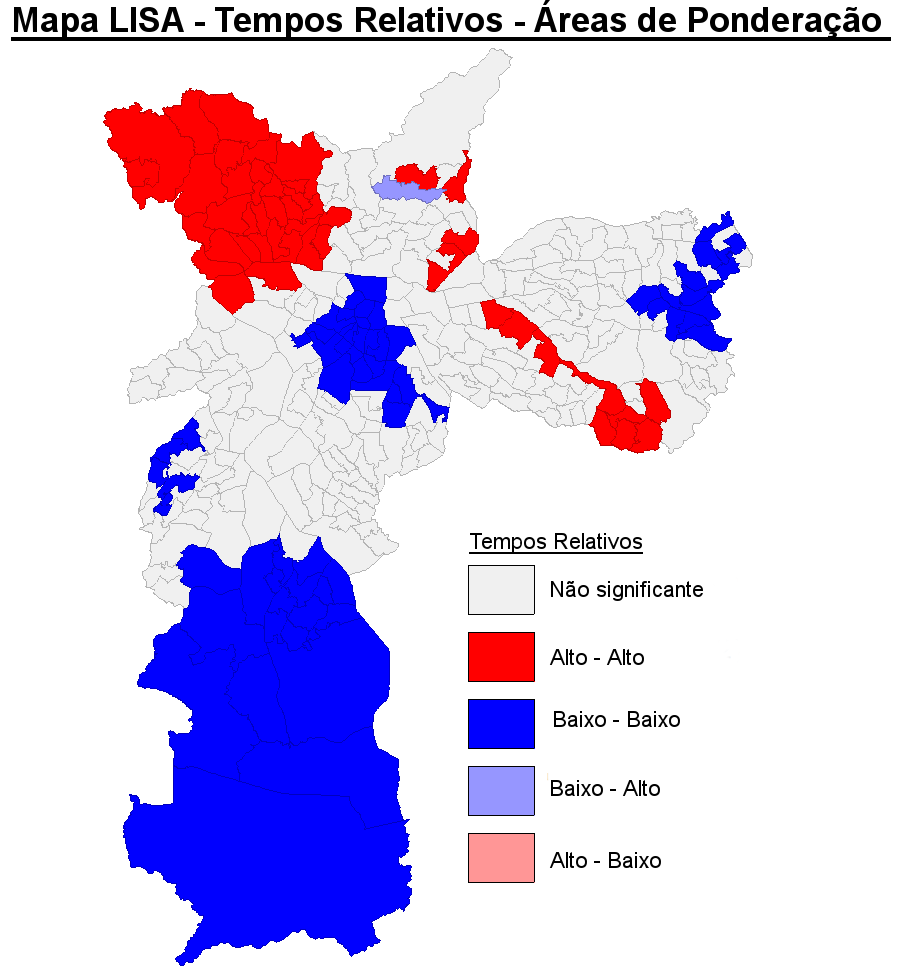 Mapa LISA - Tempos Relativos - Áreas de Ponderação
Tempos Relativos
Não significante
Alto - Alto
Baixo - Baixo
Baixo - Alto
Alto - Baixo